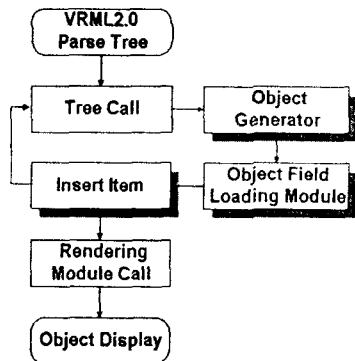 VRML2.0
Parse Tree
Tree Call
Object
Generator
Insert Item
Object Field
Loading Module
Rendering
Module Call
Object Display